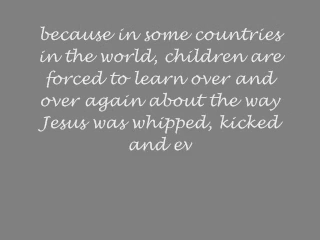 because in some countries
in the world, children are
forced to learn over and
over again about the way
Jesus was whipped, kicked
and ev